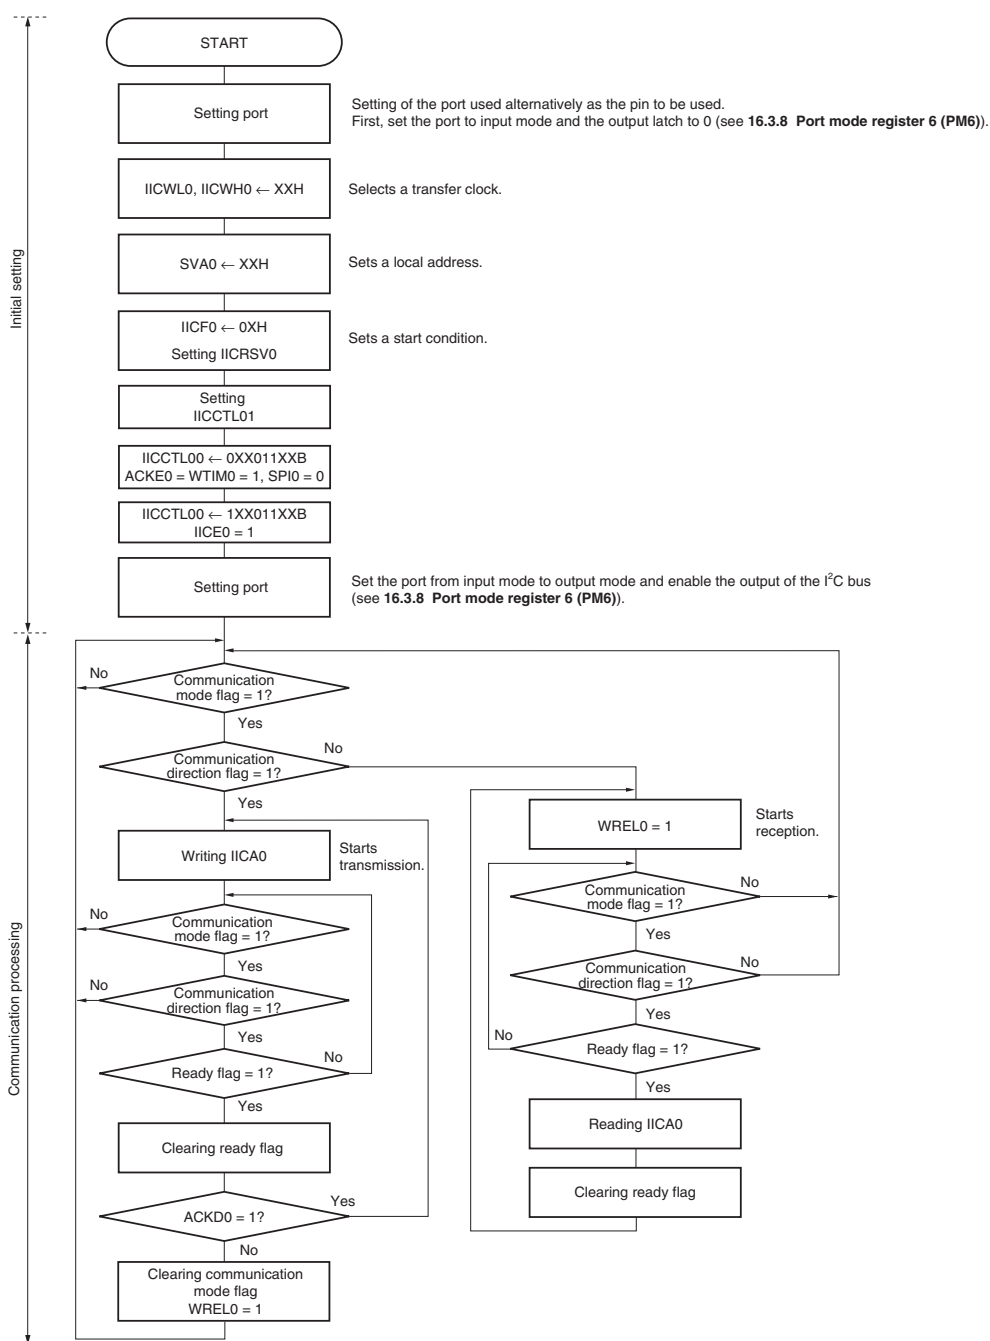 START
Setting port
Setting of the port used alternatively as the pin to be used.
First, set the port to input mode and the output latch to 0 (see 16.3.8 Port mode register 6 (PM6)).
IICWL0, IICWH0 ← XXH
Selects a transfer clock.
SVA0 ← XXH
Sets a local address.
Initial setting
IICF0 ← 0XH
Setting IICRSV0
Sets a start condition.
Setting
IICCTL01
IICCTL00 ← 0XX011XXB
ACKE0 = WTIM0 = 1, SPI0 = 0
IICCTL00 ← 1XX011XXB
IICE0 = 1
Setting port
Set the port from input mode to output mode and enable the output of the I²C bus
(see 16.3.8 Port mode register 6 (PM6)).
No
Communication
mode flag = 1?
Yes
Communication
direction flag = 1?
No
Yes
Writing IICA0
Starts
transmission.
No
Communication
mode flag = 1?
Yes
No
Communication
direction flag = 1?
Yes
Ready flag = 1?
No
Yes
Clearing ready flag
ACKD0 = 1?
Yes
No
Clearing communication
mode flag
WREL0 = 1
WREL0 = 1
Starts
reception.
Communication
mode flag = 1?
No
Yes
Communication
direction flag = 1?
No
Yes
No
Ready flag = 1?
Yes
Reading IICA0
Clearing ready flag
Communication processing